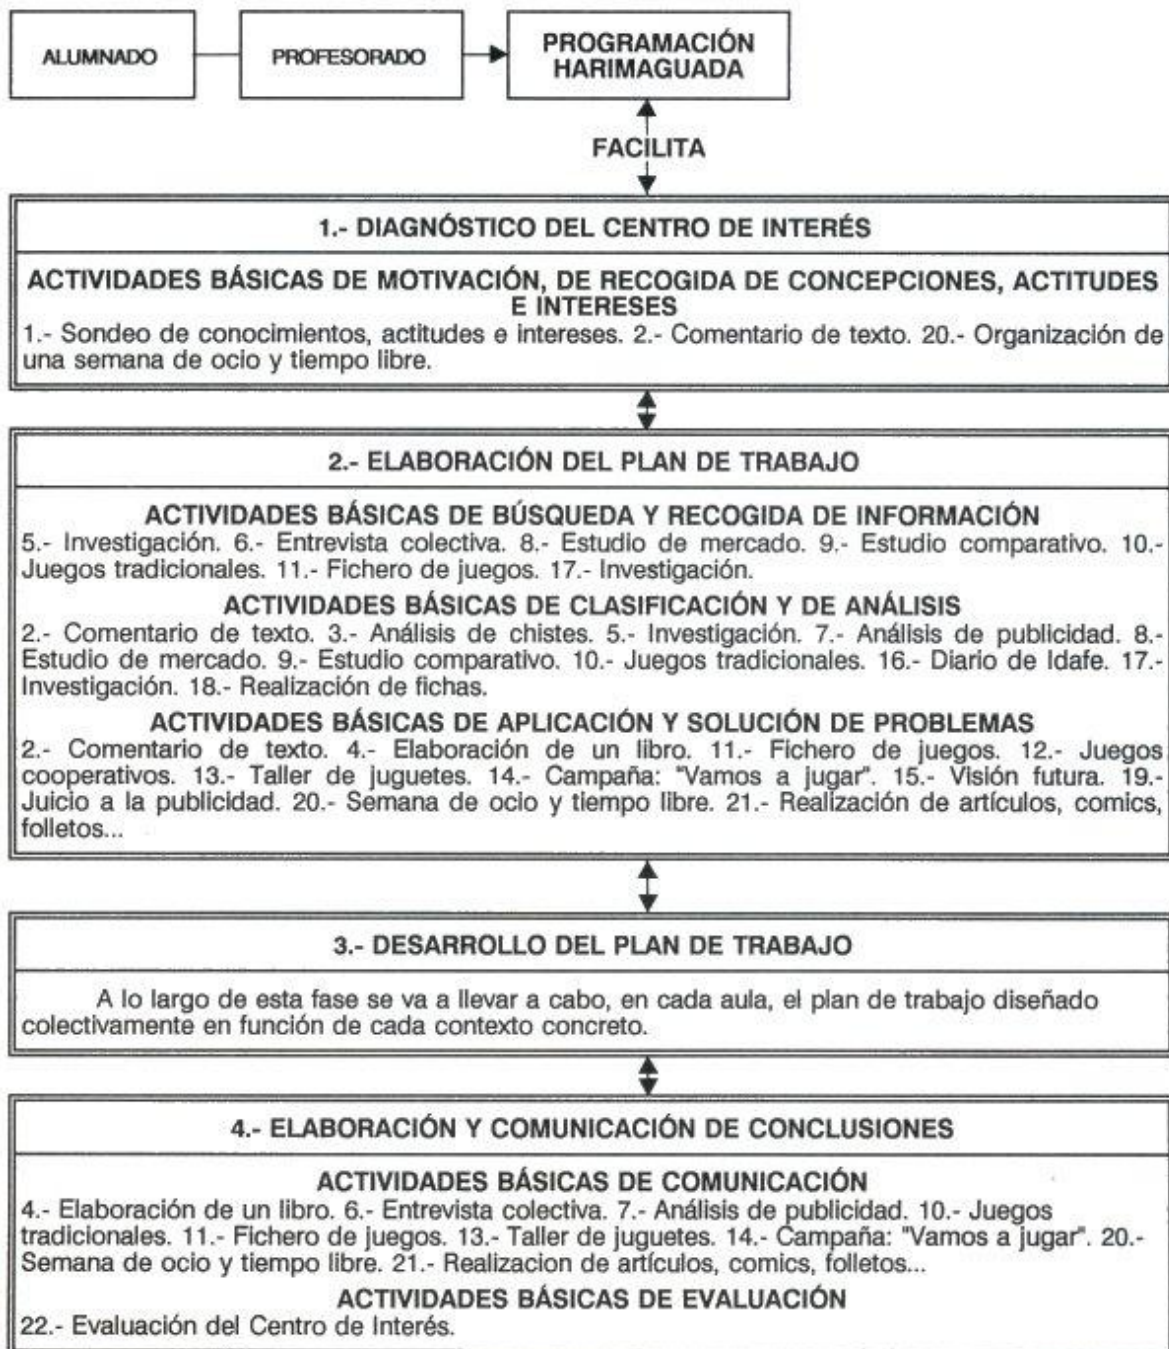 ALUMNADO
PROFESORADO
PROGRAMACIÓN
HARIMAGUADA
FACILITA
1.- DIAGNÓSTICO DEL CENTRO DE INTERÉS
ACTIVIDADES BÁSICAS DE MOTIVACIÓN, DE RECOGIDA DE CONCEPCIONES, ACTITUDES
E INTERESES
1.- Sondeo de conocimientos, actitudes e intereses. 2.- Comentario de texto. 20.- Organización de
una semana de ocio y tiempo libre.
2.- ELABORACIÓN DEL PLAN DE TRABAJO
ACTIVIDADES BÁSICAS DE BÚSQUEDA Y RECOGIDA DE INFORMACIÓN
5.- Investigación. 6.- Entrevista colectiva. 8.- Estudio de mercado. 9.- Estudio comparativo. 10.-
Juegos tradicionales. 11.- Fichero de juegos. 17.- Investigación.
ACTIVIDADES BÁSICAS DE CLASIFICACIÓN Y DE ANÁLISIS
2.- Comentario de texto. 3.- Análisis de chistes. 5.- Investigación. 7.- Análisis de publicidad. 8.-
Estudio de mercado. 9.- Estudio comparativo. 10.- Juegos tradicionales. 16.- Diario de Idafe. 17.-
Investigación. 18.- Realización de fichas.
ACTIVIDADES BÁSICAS DE APLICACIÓN Y SOLUCIÓN DE PROBLEMAS
2.- Comentario de texto. 4.- Elaboración de un libro. 11.- Fichero de juegos. 12.- Juegos
cooperativos. 13.- Taller de juguetes. 14.- Campaña: "Vamos a jugar". 15.- Visión futura. 19.-
Juicio a la publicidad. 20.- Semana de ocio y tiempo libre. 21.- Realización de artículos, comics,
folletos...
3.- DESARROLLO DEL PLAN DE TRABAJO
A lo largo de esta fase se va a llevar a cabo, en cada aula, el plan de trabajo diseñado
colectivamente en función de cada contexto concreto.
4.- ELABORACIÓN Y COMUNICACIÓN DE CONCLUSIONES
ACTIVIDADES BÁSICAS DE COMUNICACIÓN
4.- Elaboración de un libro. 6.- Entrevista colectiva. 7.- Análisis de publicidad. 10.- Juegos
tradicionales. 11.- Fichero de juegos. 13.- Taller de juguetes. 14.- Campaña: "Vamos a jugar". 20.-
Semana de ocio y tiempo libre. 21.- Realizacion de artículos, comics, folletos...
ACTIVIDADES BÁSICAS DE EVALUACIÓN
22.- Evaluación del Centro de Interés.